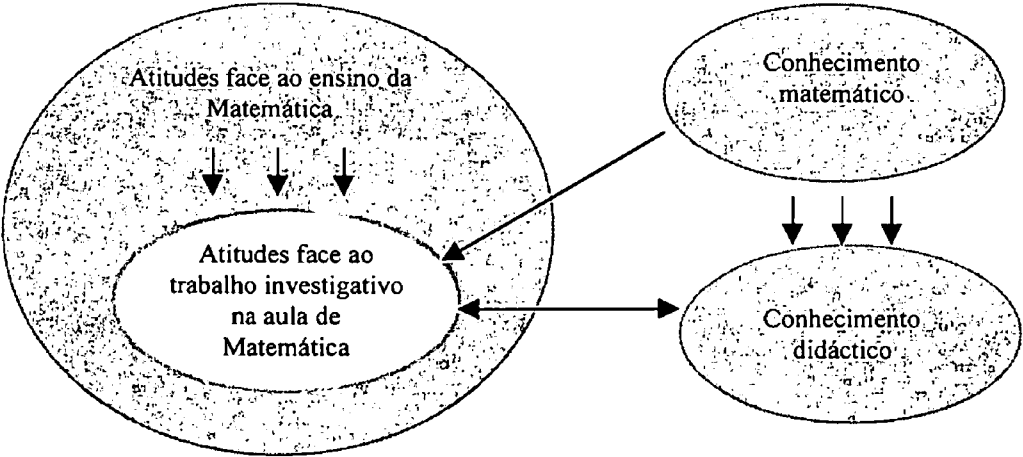 Atitudes face ao ensino da
Matemática
Atitudes face ao
trabalho investigativo
na aula de
Matemática
Conhecimento
matemático
Conhecimento
didáctico